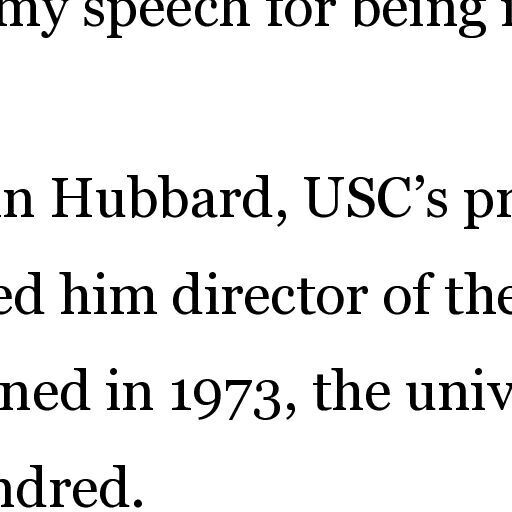 my speech for being
n Hubbard, USC’s pr
ed him director of the
ned in 1973, the univ
ndred.